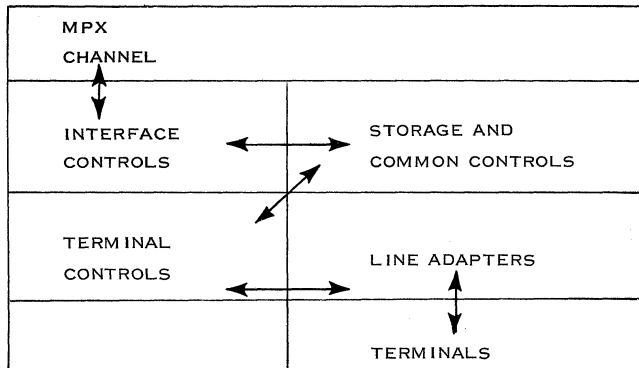 MPX
CHANNEL
INTERFACE
CONTROLS
STORAGE AND
COMMON CONTROLS
TERMINAL
CONTROLS
LINE ADAPTERS
TERMINALS